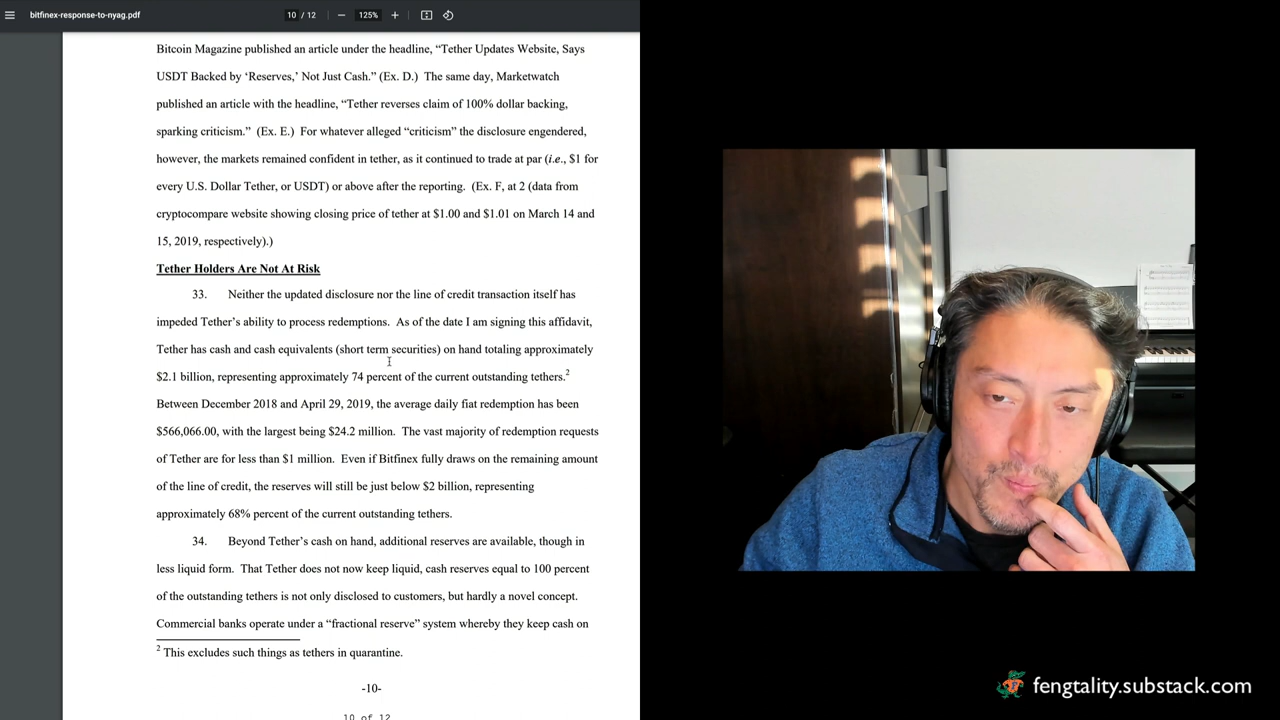 bitfinex-response-to-nyag.pdf
10 / 12
125%
Bitcoin Magazine published an article under the headline, “Tether Updates Website, Says
USDT Backed by ‘Reserves,’ Not Just Cash.” (Ex. D.) The same day, Marketwatch
published an article with the headline, “Tether reverses claim of 100% dollar backing,
sparking criticism.” (Ex. E.) For whatever alleged “criticism” the disclosure engendered,
however, the markets remained confident in tether, as it continued to trade at par (i.e., $1 for
every U.S. Dollar Tether, or USDT) or above after the reporting. (Ex. F, at 2 (data from
cryptocompare website showing closing price of tether at $1.00 and $1.01 on March 14 and
15, 2019, respectively).)
Tether Holders Are Not At Risk
33. Neither the updated disclosure nor the line of credit transaction itself has
impeded Tether’s ability to process redemptions. As of the date I am signing this affidavit,
Tether has cash and cash equivalents (short term securities) on hand totaling approximately
$2.1 billion, representing approximately 74 percent of the current outstanding tethers.2
Between December 2018 and April 29, 2019, the average daily fiat redemption has been
$566,066.00, with the largest being $24.2 million. The vast majority of redemption requests
of Tether are for less than $1 million. Even if Bitfinex fully draws on the remaining amount
of the line of credit, the reserves will still be just below $2 billion, representing
approximately 68% percent of the current outstanding tethers.
34. Beyond Tether’s cash on hand, additional reserves are available, though in
less liquid form. That Tether does not now keep liquid, cash reserves equal to 100 percent
of the outstanding tethers is not only disclosed to customers, but hardly a novel concept.
Commercial banks operate under a “fractional reserve” system whereby they keep cash on
2 This excludes such things as tethers in quarantine.
-10-
10 of 12
fengtality.substack.com